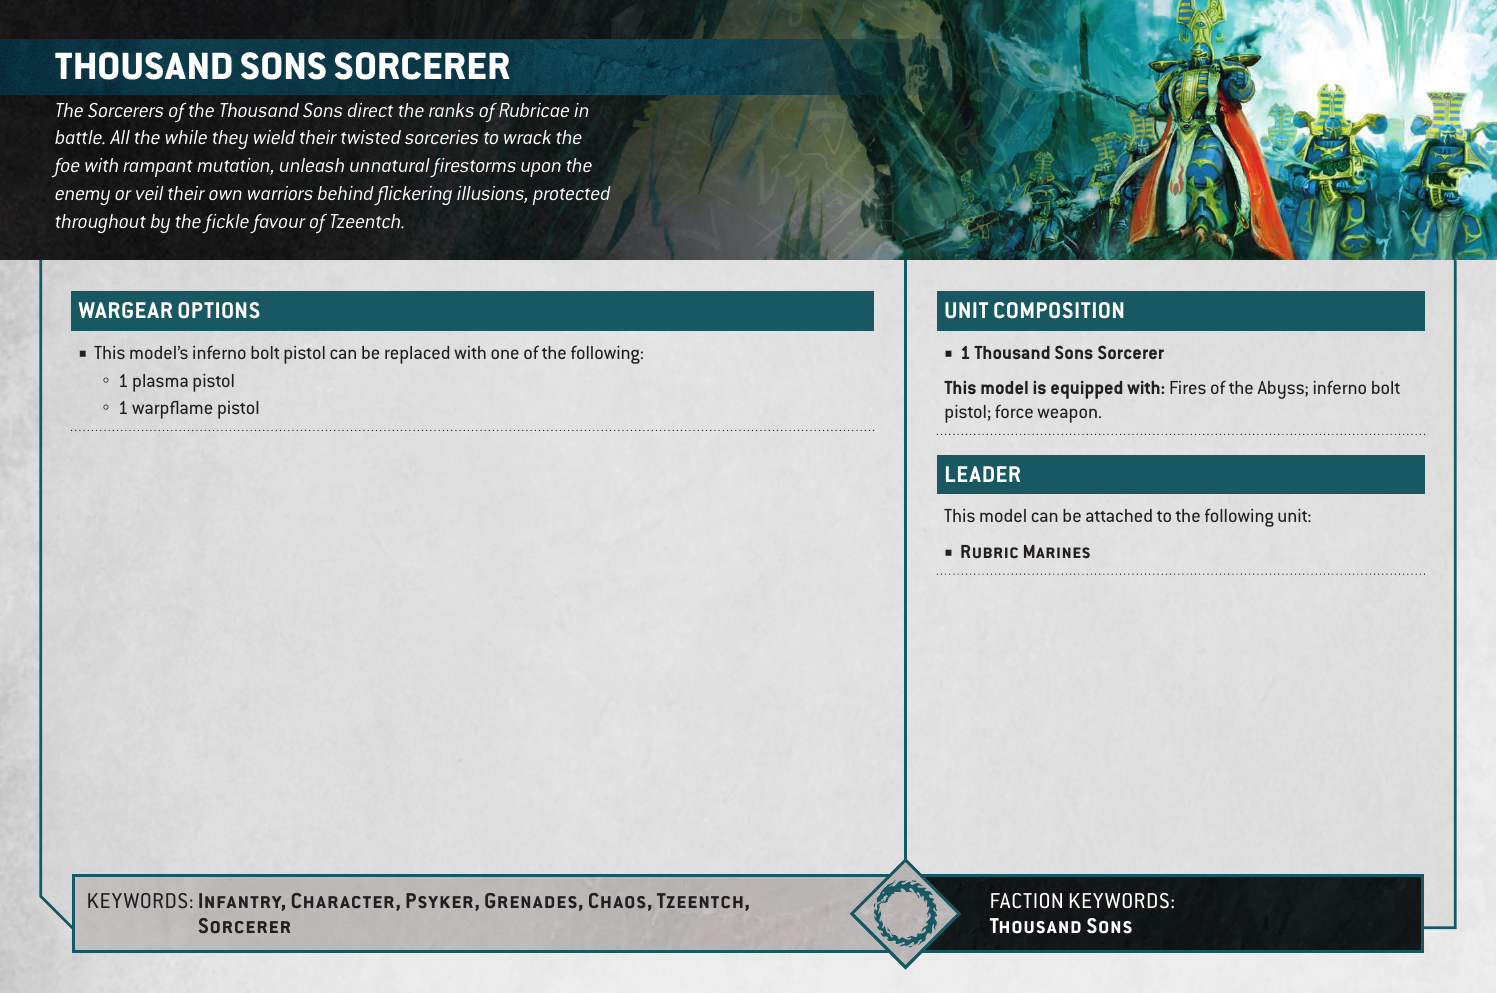 THOUSAND SONS SORCERER
The Sorcerers of the Thousand Sons direct the ranks of Rubricae in
battle. All the while they wield their twisted sorceries to wrack the
foe with rampant mutation, unleash unnatural firestorms upon the
enemy or veil their own warriors behind flickering illusions, protected
throughout by the fickle favour of Tzeentch.
WARGEAR OPTIONS
■ This model’s inferno bolt pistol can be replaced with one of the following:
◦ 1 plasma pistol
◦ 1 warpflame pistol
UNIT COMPOSITION
■ 1 Thousand Sons Sorcerer
This model is equipped with: Fires of the Abyss; inferno bolt
pistol; force weapon.
LEADER
This model can be attached to the following unit:
■ Rubric Marines
KEYWORDS: Infantry, Character, Psyker, Grenades, Chaos, Tzeentch,
Sorcerer
FACTION KEYWORDS:
Thousand Sons